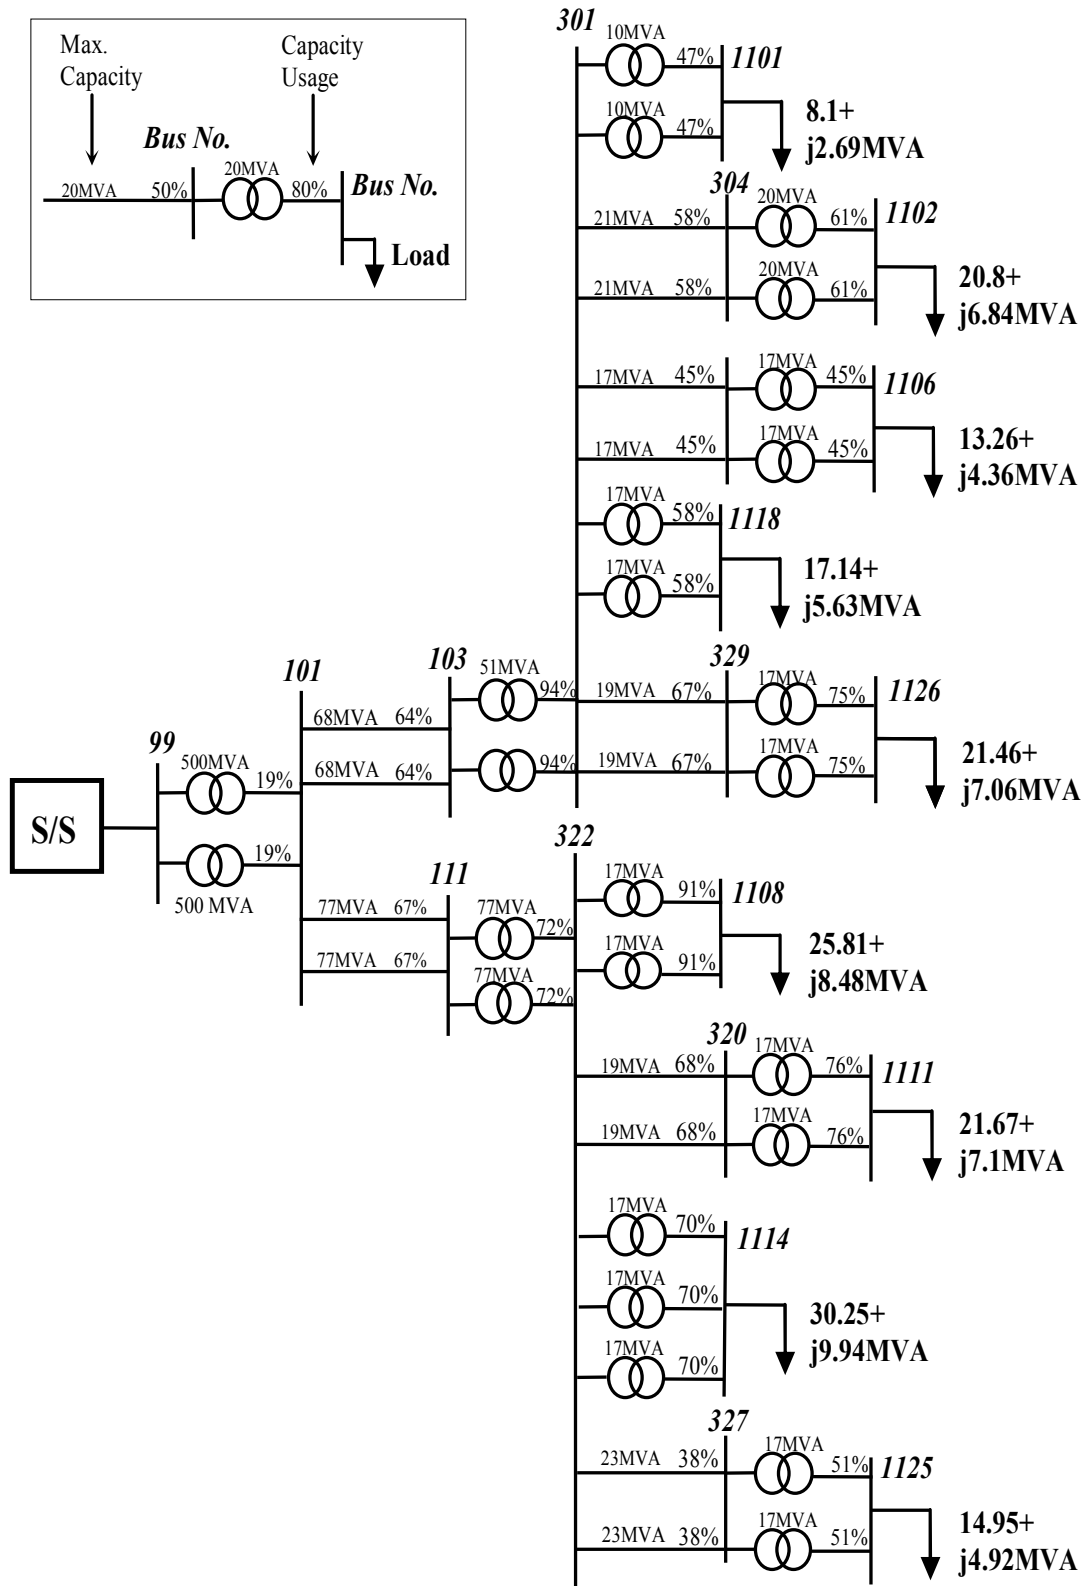 Max.
Capacity
Capacity
Usage
Bus No.
20MVA
50%
20MVA
80%
Bus No.
Load
301
10MVA
47%
1101
10MVA
47%
8.1+
j2.69MVA
304
21MVA
58%
20MVA
61%
1102
21MVA
58%
20MVA
61%
20.8+
j6.84MVA
17MVA
45%
17MVA
45%
1106
17MVA
45%
17MVA
45%
13.26+
j4.36MVA
17MVA
58%
1118
17MVA
58%
17.14+
j5.63MVA
329
19MVA
67%
17MVA
75%
1126
19MVA
67%
17MVA
75%
21.46+
j7.06MVA
101
103
51MVA
94%
68MVA
64%
68MVA
64%
94%
99
500MVA
19%
S/S
19%
500 MVA
111
77MVA
67%
77MVA
72%
77MVA
67%
77MVA
72%
322
17MVA
91%
1108
17MVA
91%
25.81+
j8.48MVA
320
19MVA
68%
17MVA
76%
1111
19MVA
68%
17MVA
76%
21.67+
j7.1MVA
17MVA
70%
1114
17MVA
70%
17MVA
70%
30.25+
j9.94MVA
327
23MVA
38%
17MVA
51%
1125
23MVA
38%
17MVA
51%
14.95+
j4.92MVA